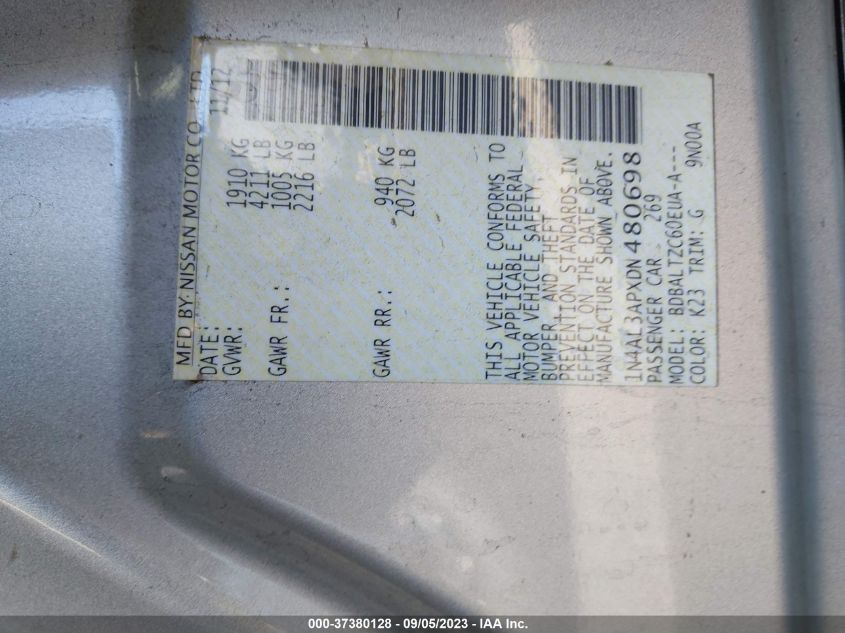 MFD BY NISSAN MOTOR CO., LTD
DATE: 11/12
GVWR: 1910 KG
4211 LB
GAWR FR.: 1005 KG
2216 LB
GAWR RR.: 940 KG
2072 LB
THIS VEHICLE CONFORMS TO
ALL APPLICABLE FEDERAL
MOTOR VEHICLE SAFETY,
BUMPER AND THEFT
PREVENTION STANDARDS IN
EFFECT ON THE DATE OF
MANUFACTURE SHOWN ABOVE.
1N4AL3APXDN480698
PASSENGER CAR 269
MODEL: BDBALTZC60EUA-A---
COLOR: K23 TRIM: G 9N00A
000-37380128 - 09/05/2023 - IAA Inc.